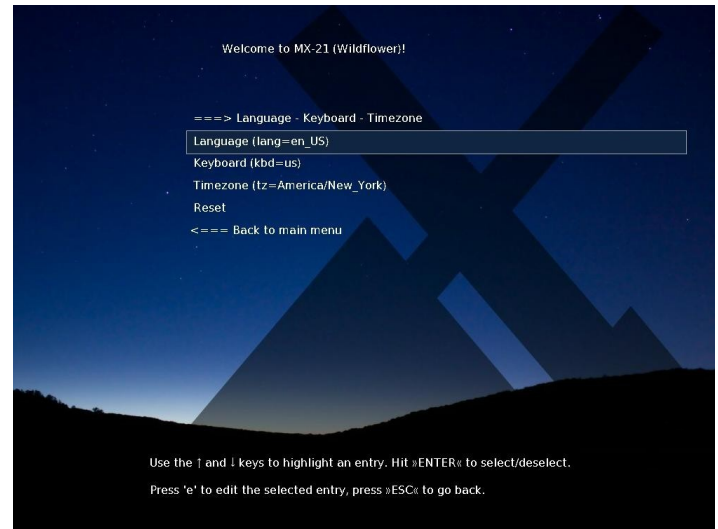 Welcome to MX-21 (Wildflower)!
===> Language - Keyboard - Timezone
Language (lang=en_US)
Keyboard (kbd=us)
Timezone (tz=America/New_York)
Reset
<=== Back to main menu
Use the ↑ and ↓ keys to highlight an entry. Hit »ENTER« to select/deselect.
Press 'e' to edit the selected entry, press »ESC« to go back.